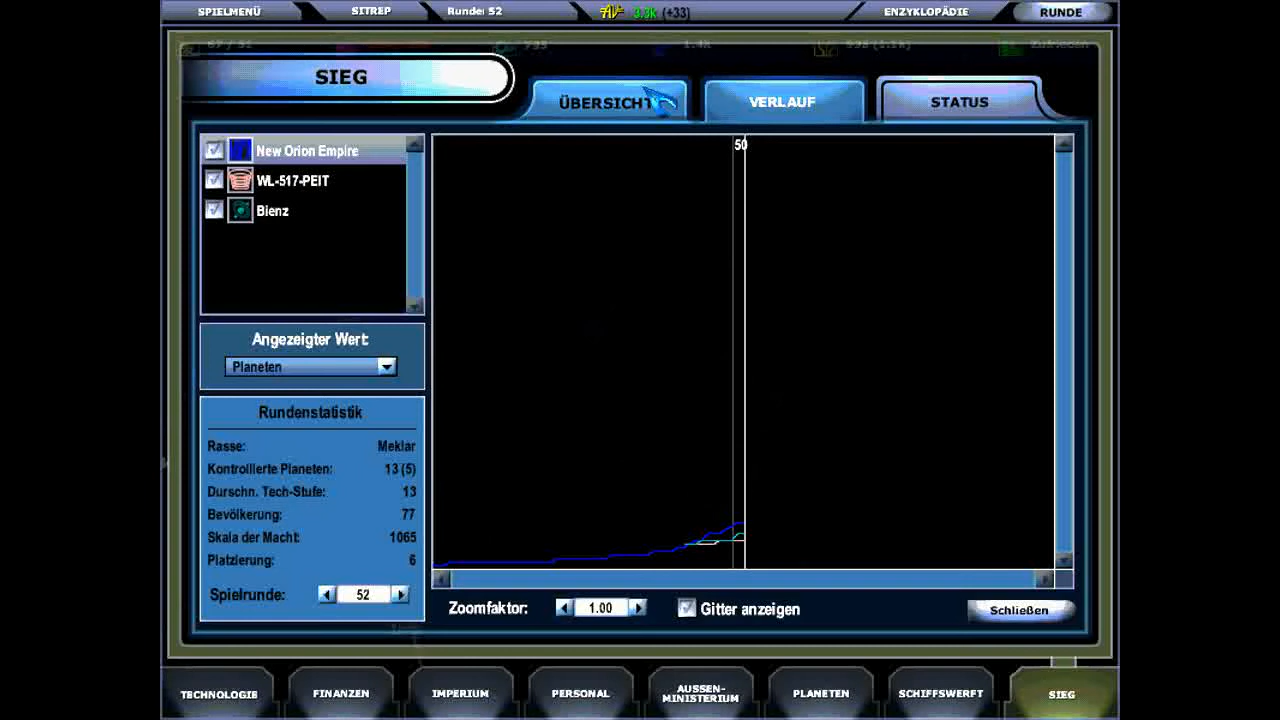 SPIELMENÜ
SITREP
Runde: 52
3.3k (+33)
ENZYKLOPÄDIE
RUNDE
SIEG
ÜBERSICHT
VERLAUF
STATUS
New Orion Empire
WL-517-PEIT
Bienz
50
Angezeigter Wert:
Planeten
Rundenstatistik
Rasse: Meklar
Kontrollierte Planeten: 13 (5)
Durschn. Tech-Stufe: 13
Bevölkerung: 77
Skala der Macht: 1065
Platzierung: 6
Spielrunde: 52
Zoomfaktor: 1.00
Gitter anzeigen
Schließen
TECHNOLOGIE
FINANZEN
IMPERIUM
PERSONAL
AUSSEN-
MINISTERIUM
PLANETEN
SCHIFFSWERFT
SIEG